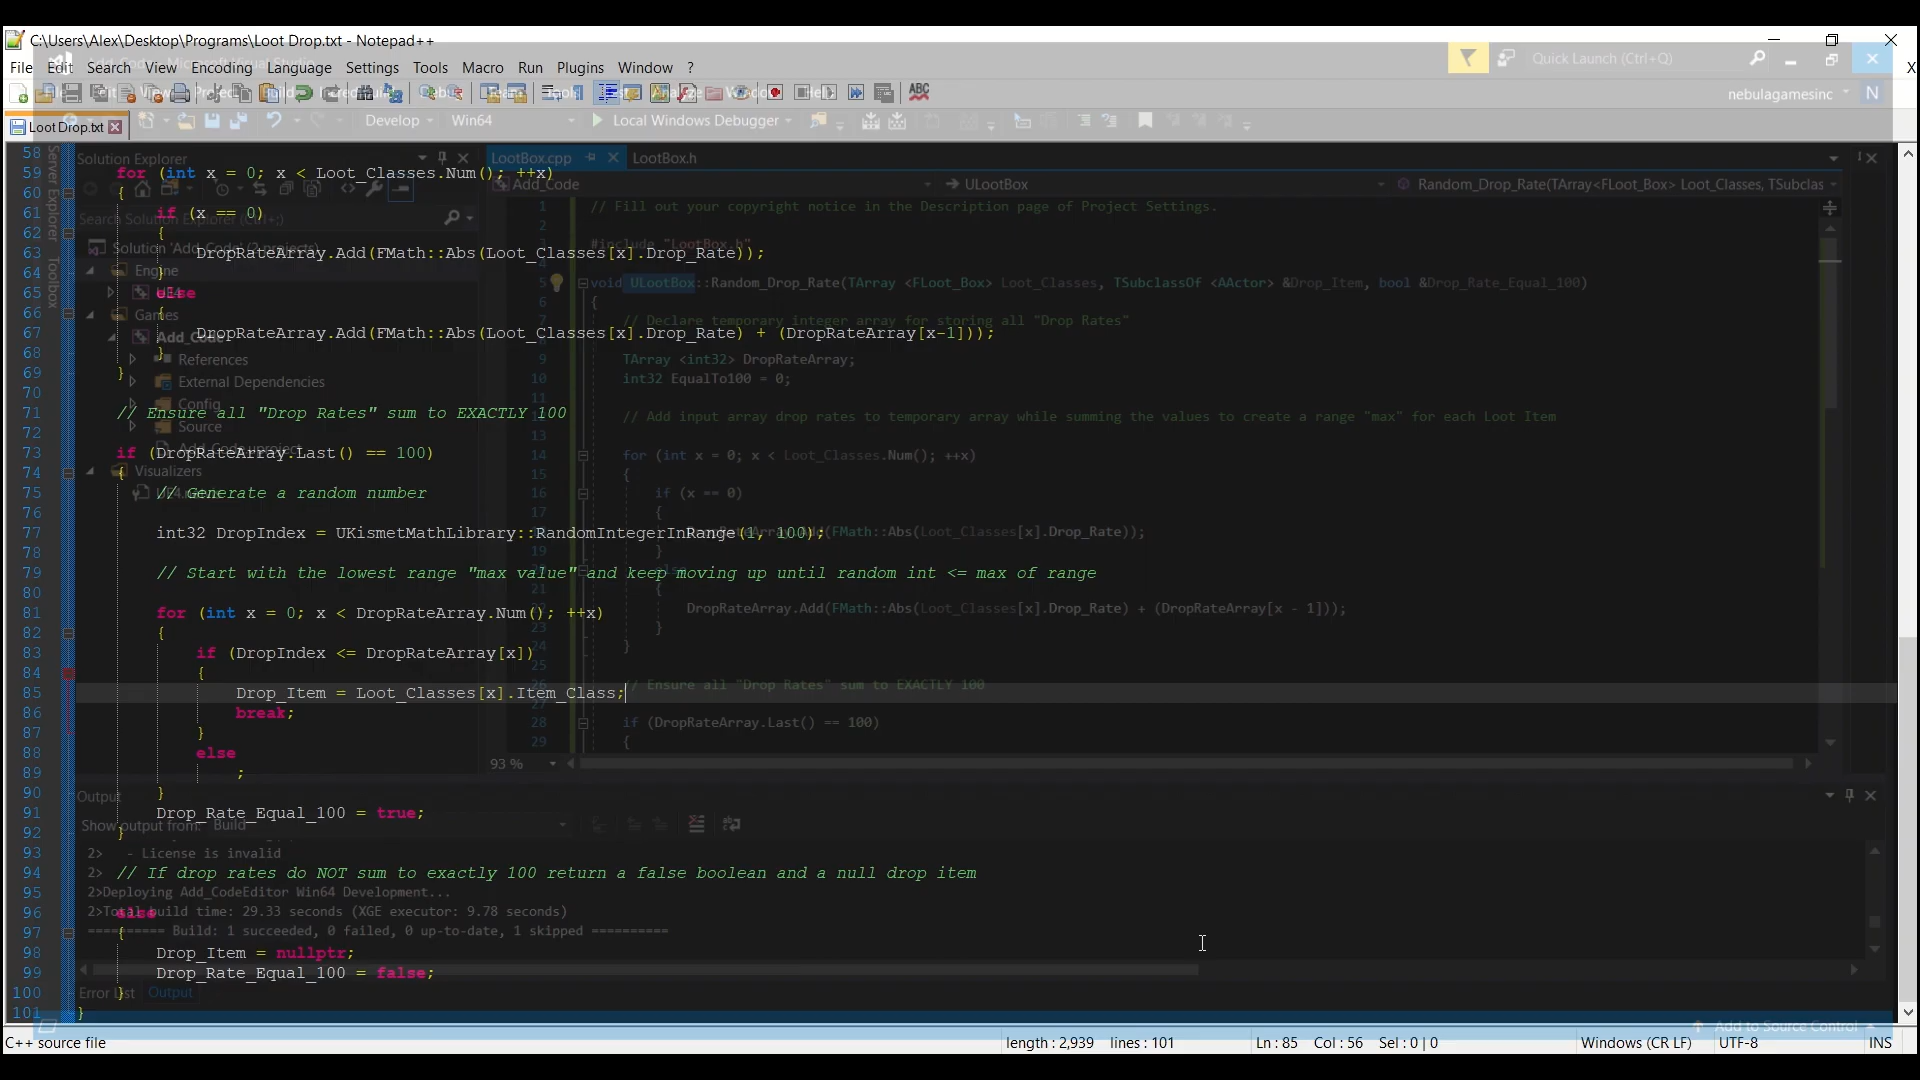 C:\Users\Alex\Desktop\Programs\Loot Drop.txt - Notepad++
File Edit Search View Encoding Language Settings Tools Macro Run Plugins Window ?
X
Quick Launch (Ctrl+Q)
nebulagamesinc N
Develop Win64 Local Windows Debugger
Loot Drop.txt
Server Explorer
Toolbox
Solution Explorer
Search Solution Explorer (Ctrl+;)
Solution 'Add_Code' (2 projects)
Engine
UE4
Games
Add_Code
References
External Dependencies
Config
Source
Add_Code.uproject
Visualizers
UE4.natvis
58
59 for (int x = 0; x < Loot_Classes.Num(); ++x)
60 {
61 if (x == 0)
62 {
63 DropRateArray.Add(FMath::Abs(Loot_Classes[x].Drop_Rate));
64 }
65 else
66 {
67 DropRateArray.Add(FMath::Abs(Loot_Classes[x].Drop_Rate) + (DropRateArray[x-1]));
68 }
69 }
70
71 // Ensure all "Drop Rates" sum to EXACTLY 100
72
73 if (DropRateArray.Last() == 100)
74 {
75 // Generate a random number
76
77 int32 DropIndex = UKismetMathLibrary::RandomIntegerInRange(1, 100);
78
79 // Start with the lowest range "max value" and keep moving up until random int <= max of range
80
81 for (int x = 0; x < DropRateArray.Num(); ++x)
82 {
83 if (DropIndex <= DropRateArray[x])
84 {
85 Drop_Item = Loot_Classes[x].Item_Class;
86 break;
87 }
88 else
89 ;
90 }
91 Drop_Rate_Equal_100 = true;
92 }
93
94 // If drop rates do NOT sum to exactly 100 return a false boolean and a null drop item
95
96 else
97 {
98 Drop_Item = nullptr;
99 Drop_Rate_Equal_100 = false;
100 }
101 }
LootBox.cpp LootBox.h
Add_Code ULootBox Random_Drop_Rate(TArray<FLoot_Box> Loot_Classes, TSubclas
1 // Fill out your copyright notice in the Description page of Project Settings.
2
3 #include "LootBox.h"
5 void ULootBox::Random_Drop_Rate(TArray <FLoot_Box> Loot_Classes, TSubclassOf <AActor> &Drop_Item, bool &Drop_Rate_Equal_100)
6 {
7 // Declare temporary integer array for storing all "Drop Rates"
9 TArray <int32> DropRateArray;
10 int32 EqualTo100 = 0;
11
12 // Add input array drop rates to temporary array while summing the values to create a range "max" for each Loot Item
13
14 for (int x = 0; x < Loot_Classes.Num(); ++x)
15 {
16 if (x == 0)
17 {
DropRateArray.Add(FMath::Abs(Loot_Classes[x].Drop_Rate));
19 }
else
21 {
DropRateArray.Add(FMath::Abs(Loot_Classes[x].Drop_Rate) + (DropRateArray[x - 1]));
23 }
24 }
25
26 // Ensure all "Drop Rates" sum to EXACTLY 100
27
28 if (DropRateArray.Last() == 100)
29 {
93 %
Output
Show output from: Build
2> - License is invalid
2>
2>Deploying Add_CodeEditor Win64 Development...
2>Total build time: 29.33 seconds (XGE executor: 9.78 seconds)
========== Build: 1 succeeded, 0 failed, 0 up-to-date, 1 skipped ==========
Error List Output
Add to Source Control
C++ source file length : 2,939 lines : 101 Ln : 85 Col : 56 Sel : 0 | 0 Windows (CR LF) UTF-8 INS